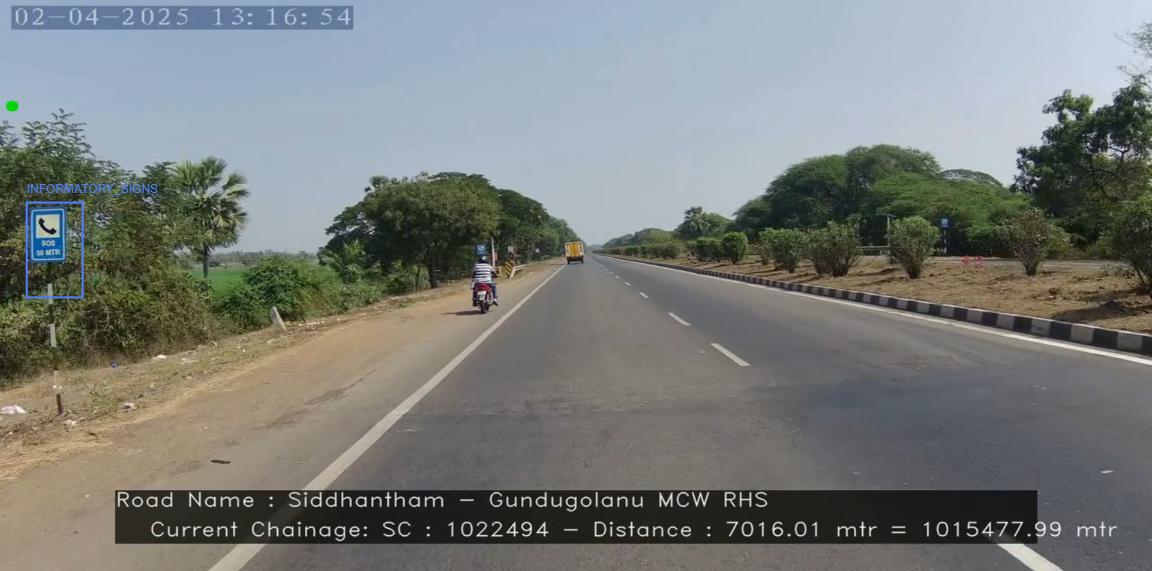 02-04-2025 13:16:54
INFORMATORY_SIGNS
SOS
50 MTR
Road Name : Siddhantham - Gundugolanu MCW RHS
Current Chainage: SC : 1022494 - Distance : 7016.01 mtr = 1015477.99 mtr